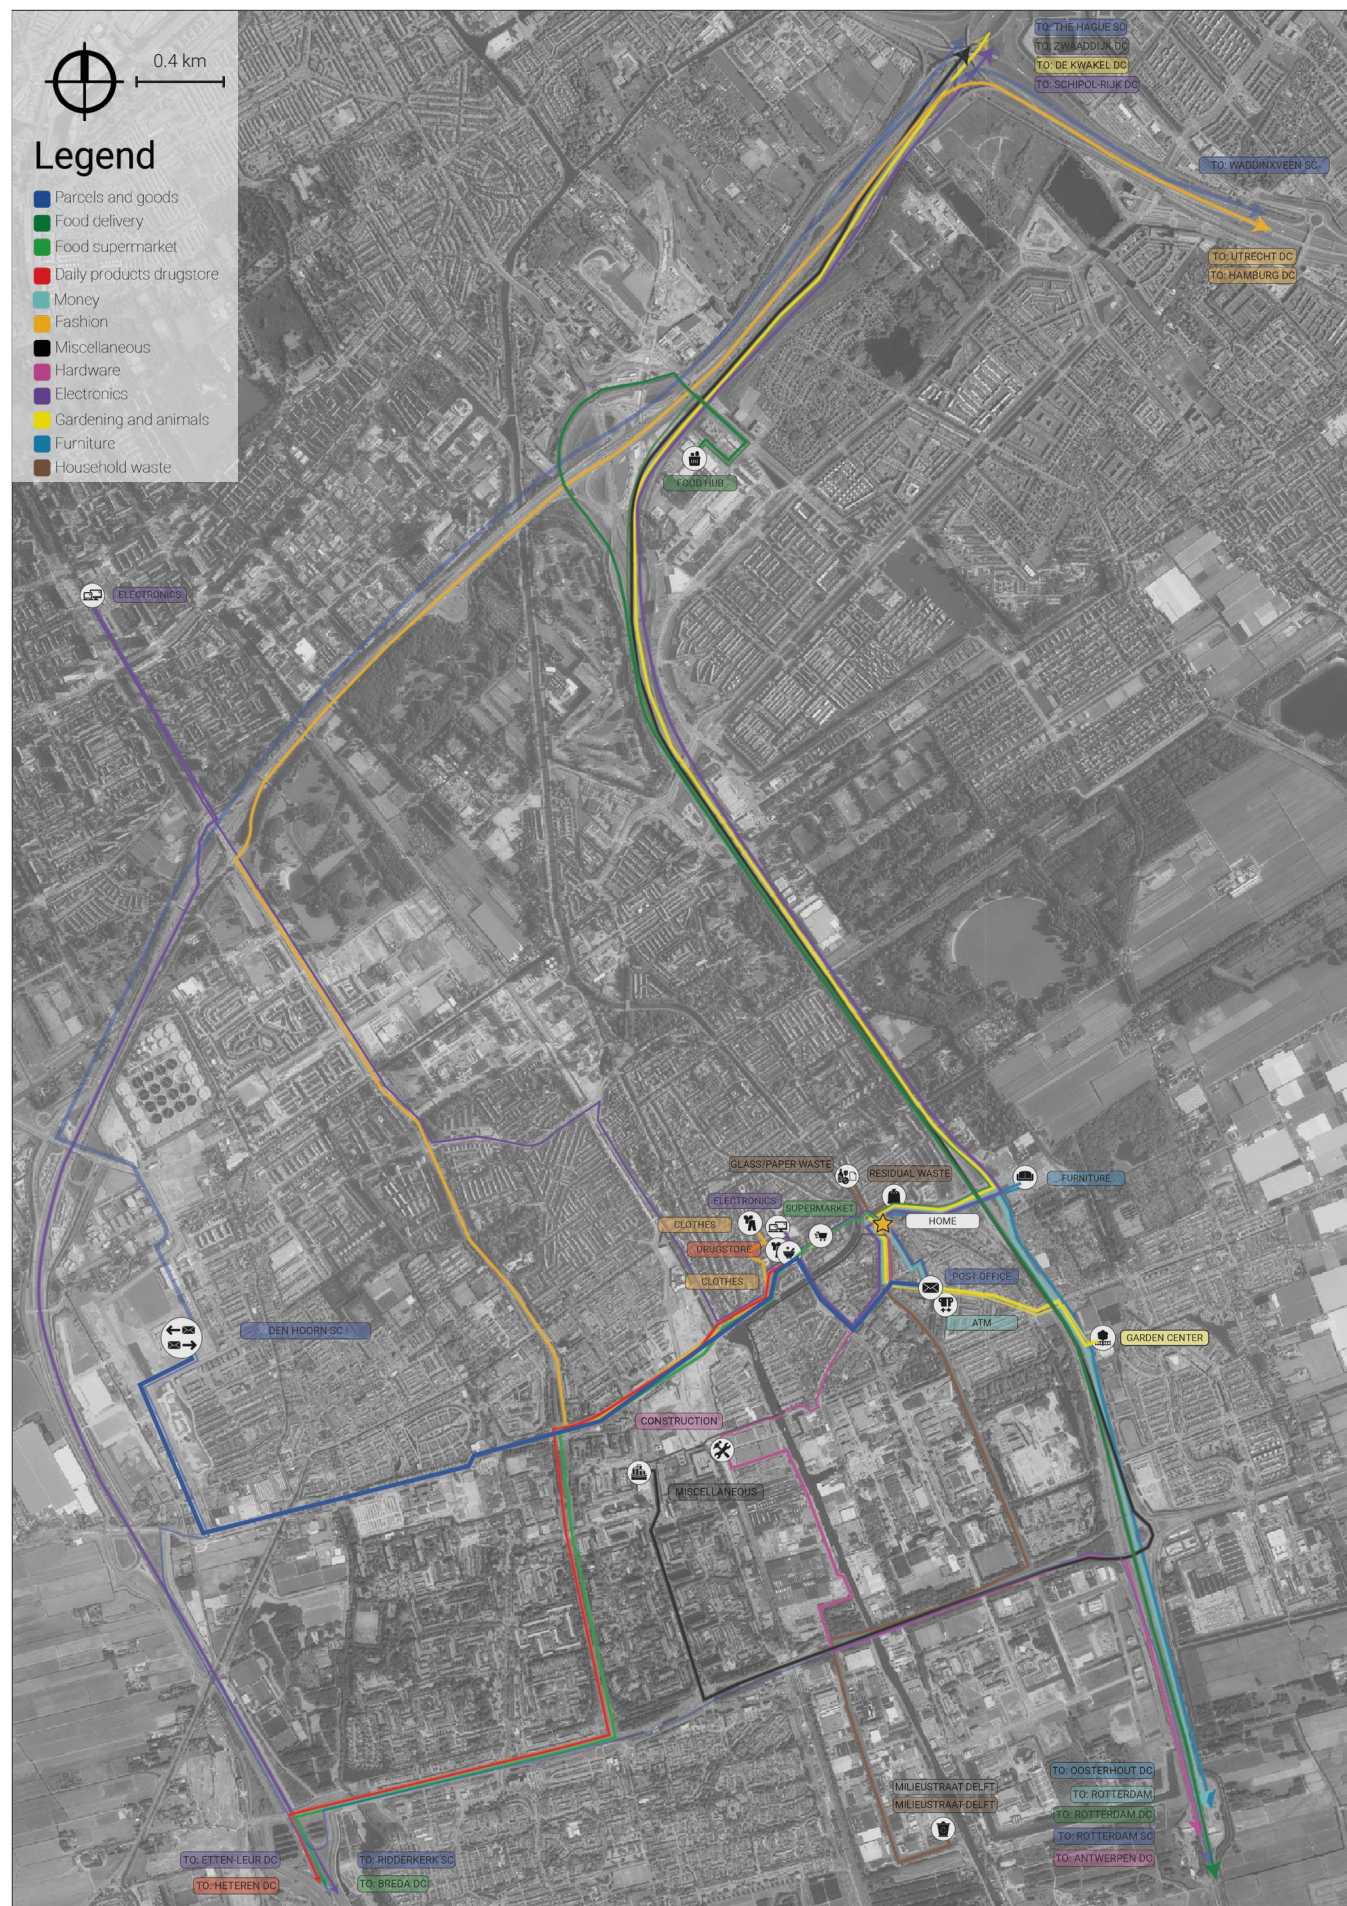 0.4 km
Legend
Parcels and goods
Food delivery
Food supermarket
Daily products drugstore
Money
Fashion
Miscellaneous
Hardware
Electronics
Gardening and animals
Furniture
Household waste
TO: THE HAGUE SC
TO: ZWAADDIJK DC
TO: DE KWAKEL DC
TO: SCHIPOL-RIJK DC
TO: WADDINXVEEN SC
TO: UTRECHT DC
TO: HAMBURG DC
FOOD HUB
ELECTRONICS
GLASS/PAPER WASTE
RESIDUAL WASTE
FURNITURE
ELECTRONICS
SUPERMARKET
CLOTHES
HOME
DRUGSTORE
CLOTHES
POST OFFICE
ATM
DEN HOORN SC
GARDEN CENTER
CONSTRUCTION
MISCELLANEOUS
MILIEUSTRAAT DELFT
MILIEUSTRAAT DELFT
TO: OOSTERHOUT DC
TO: ROTTERDAM
TO: ROTTERDAM DC
TO: ROTTERDAM SC
TO: ANTWERPEN DC
TO: ETTEN-LEUR DC
TO: RIDDERKERK SC
TO: HETEREN DC
TO: BREDA DC